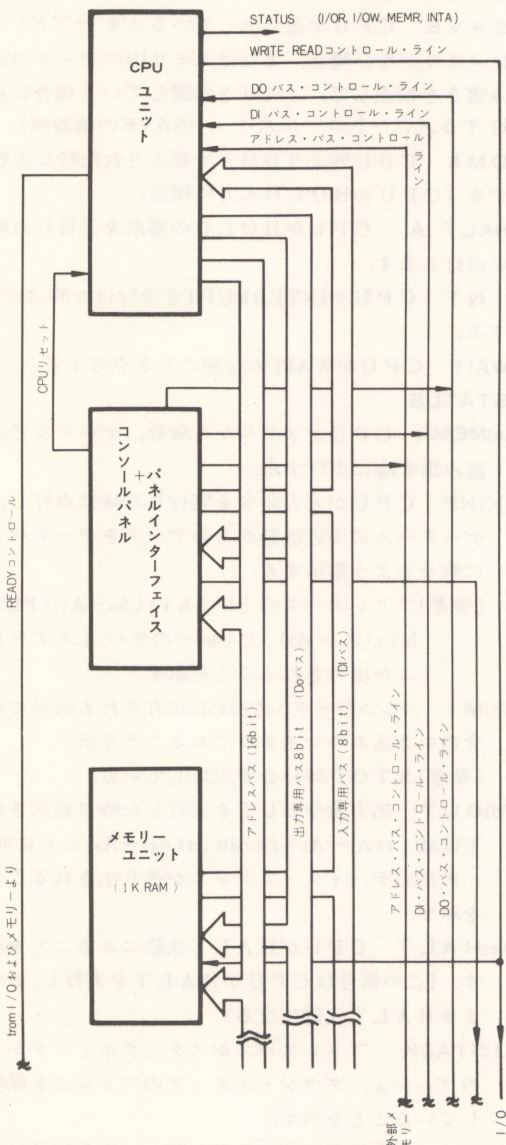 STATUS (I/OR, I/OW, MEMR, INTA)
WRITE READコントロール・ライン
DOバス・コントロール・ライン
DIバス・コントロール・ライン
アドレス・バス・コントロール
ライン
CPU
ユニット
CPUリセット
READYコントロール
コンソールパネル
+
パネルインターフェイス
メモリー
ユニット
(1K RAM)
trom I/Oおよびメモリーより
アドレスバス (16bit)
出力専用バス8bit (Doバス)
入力専用バス (8bit) (DIバス)
アドレス・バス・コントロール・ライン
DI・バス・コントロール・ライン
DO・バス・コントロール・ライン
外部メ
モリー
I/O